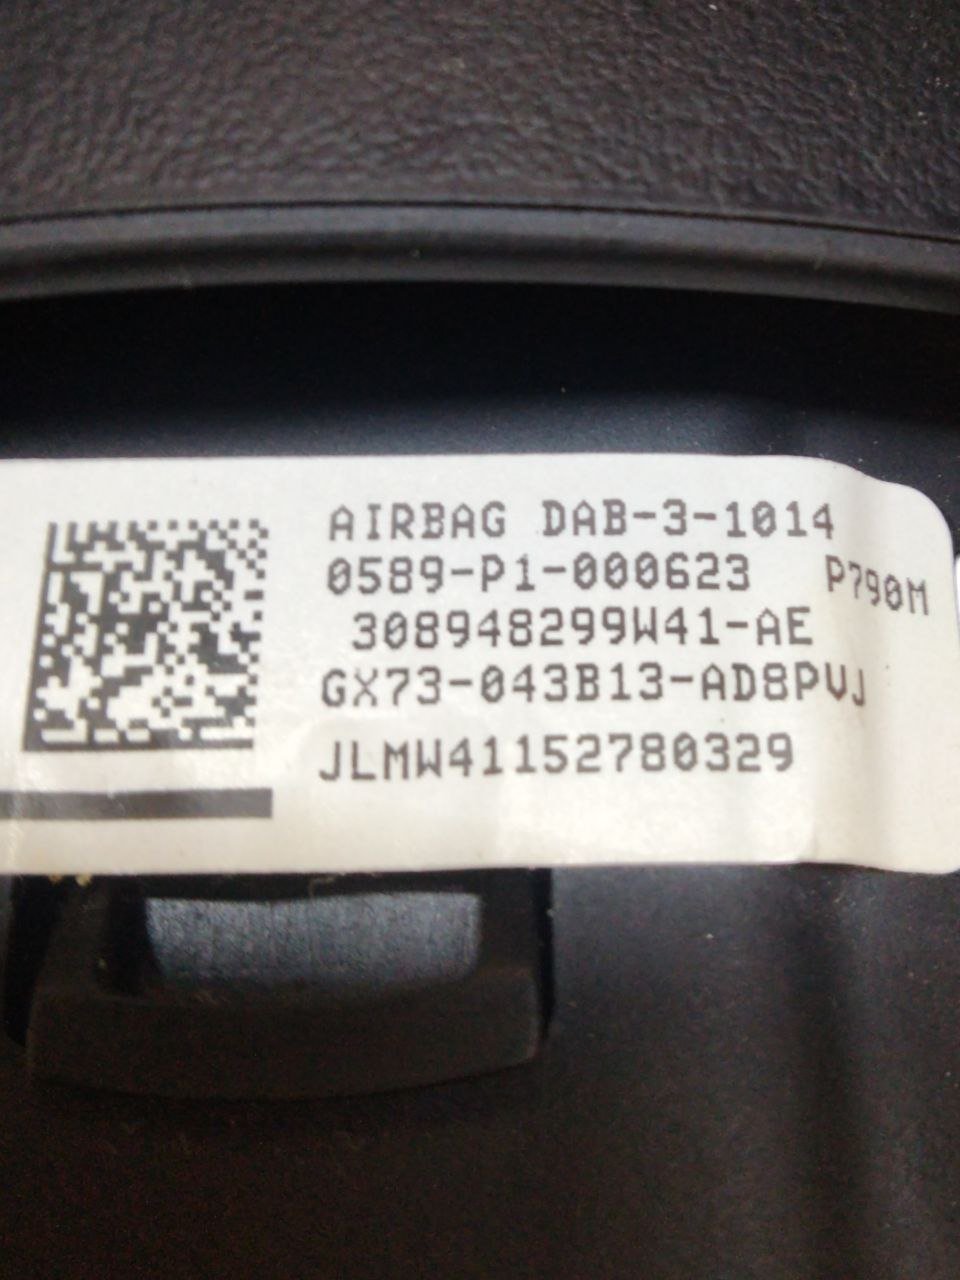 AIRBAG DAB-3-1014
0589-P1-000623 P790M
308948299W41-AE
GX73-043B13-AD8PVJ
JLMW41152780329